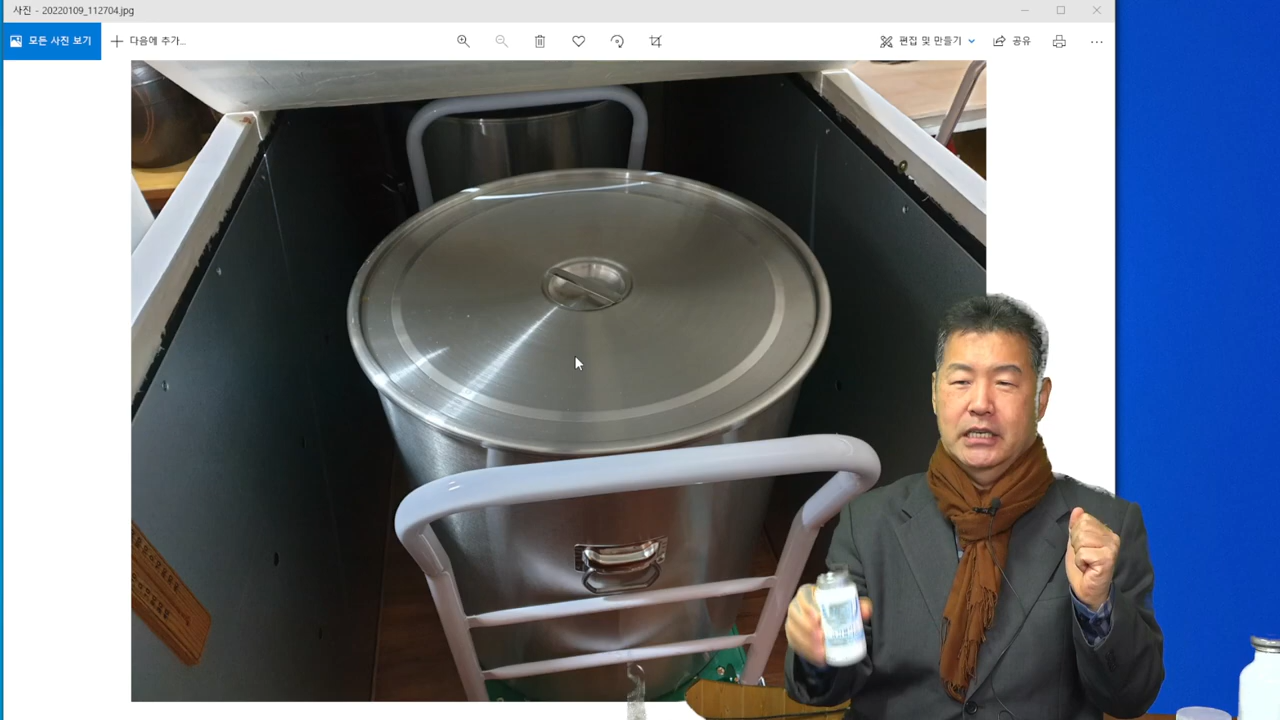 사진 - 20220109_112704.jpg
모든 사진 보기
다음에 추가...
편집 및 만들기
공유